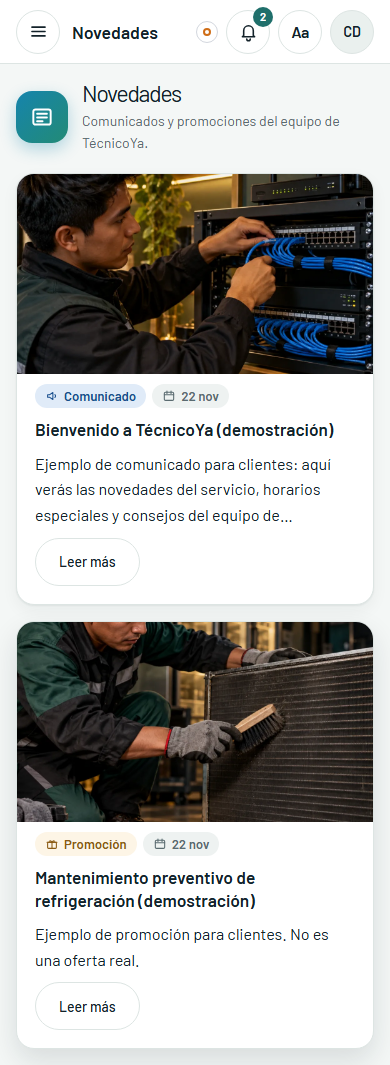 Novedades
2
Aa
CD
Novedades
Comunicados y promociones del equipo de
TécnicoYa.
Comunicado
22 nov
Bienvenido a TécnicoYa (demostración)
Ejemplo de comunicado para clientes: aquí
verás las novedades del servicio, horarios
especiales y consejos del equipo de...
Leer más
Promoción
22 nov
Mantenimiento preventivo de
refrigeración (demostración)
Ejemplo de promoción para clientes. No es
una oferta real.
Leer más